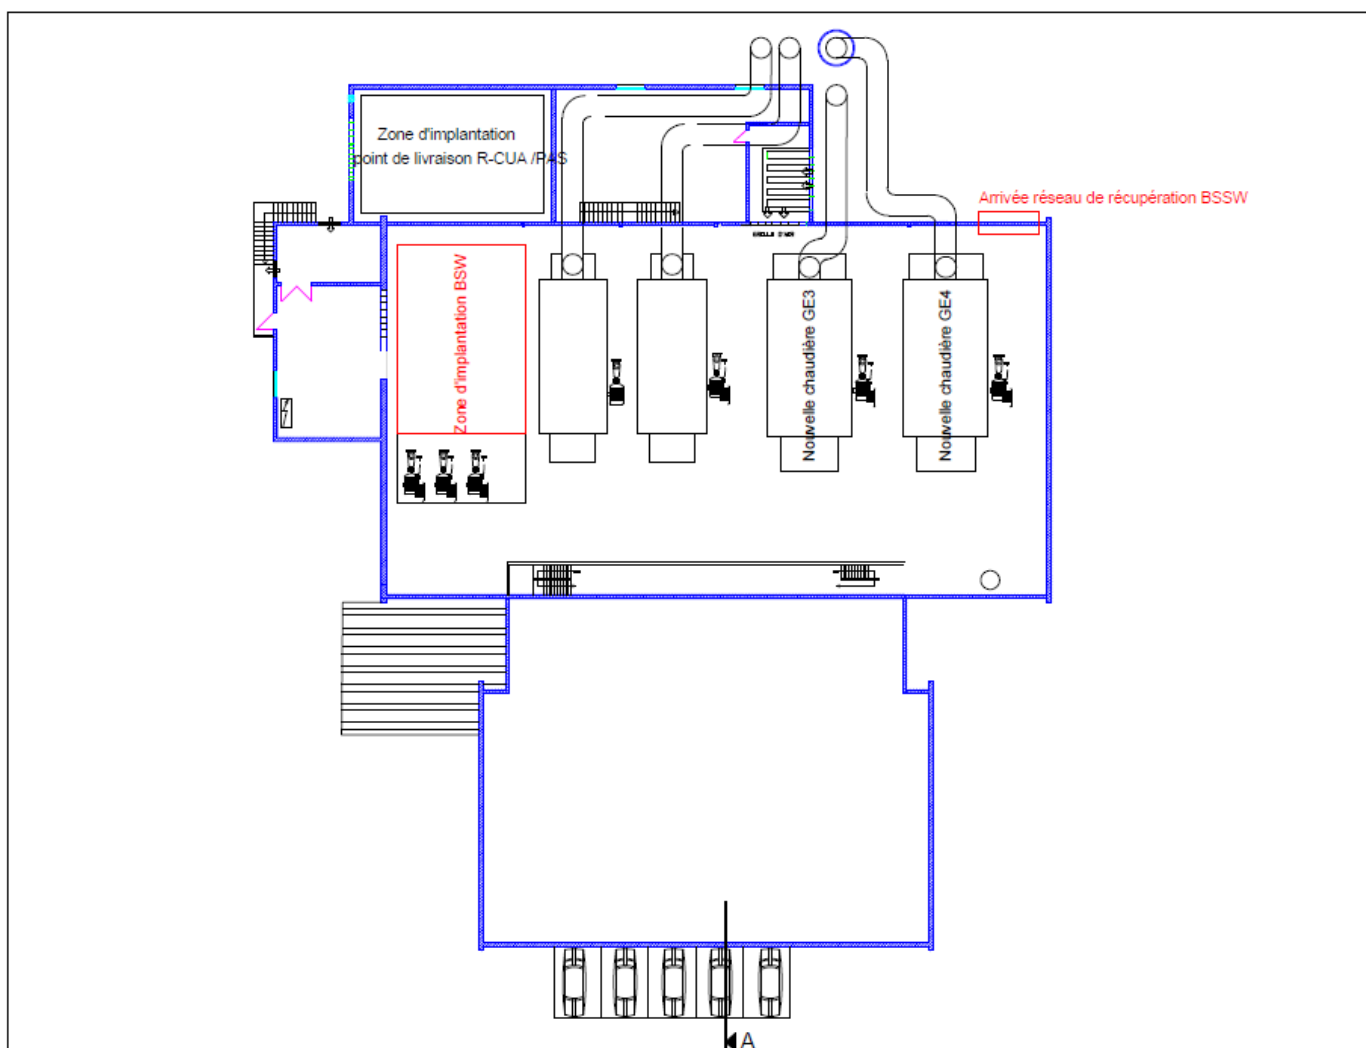 Zone d'implantation
point de livraison R-CUA /PAS
Arrivée réseau de récupération BSSW
Zone d'implantation BSW
Nouvelle chaudière GE3
Nouvelle chaudière GE4
A